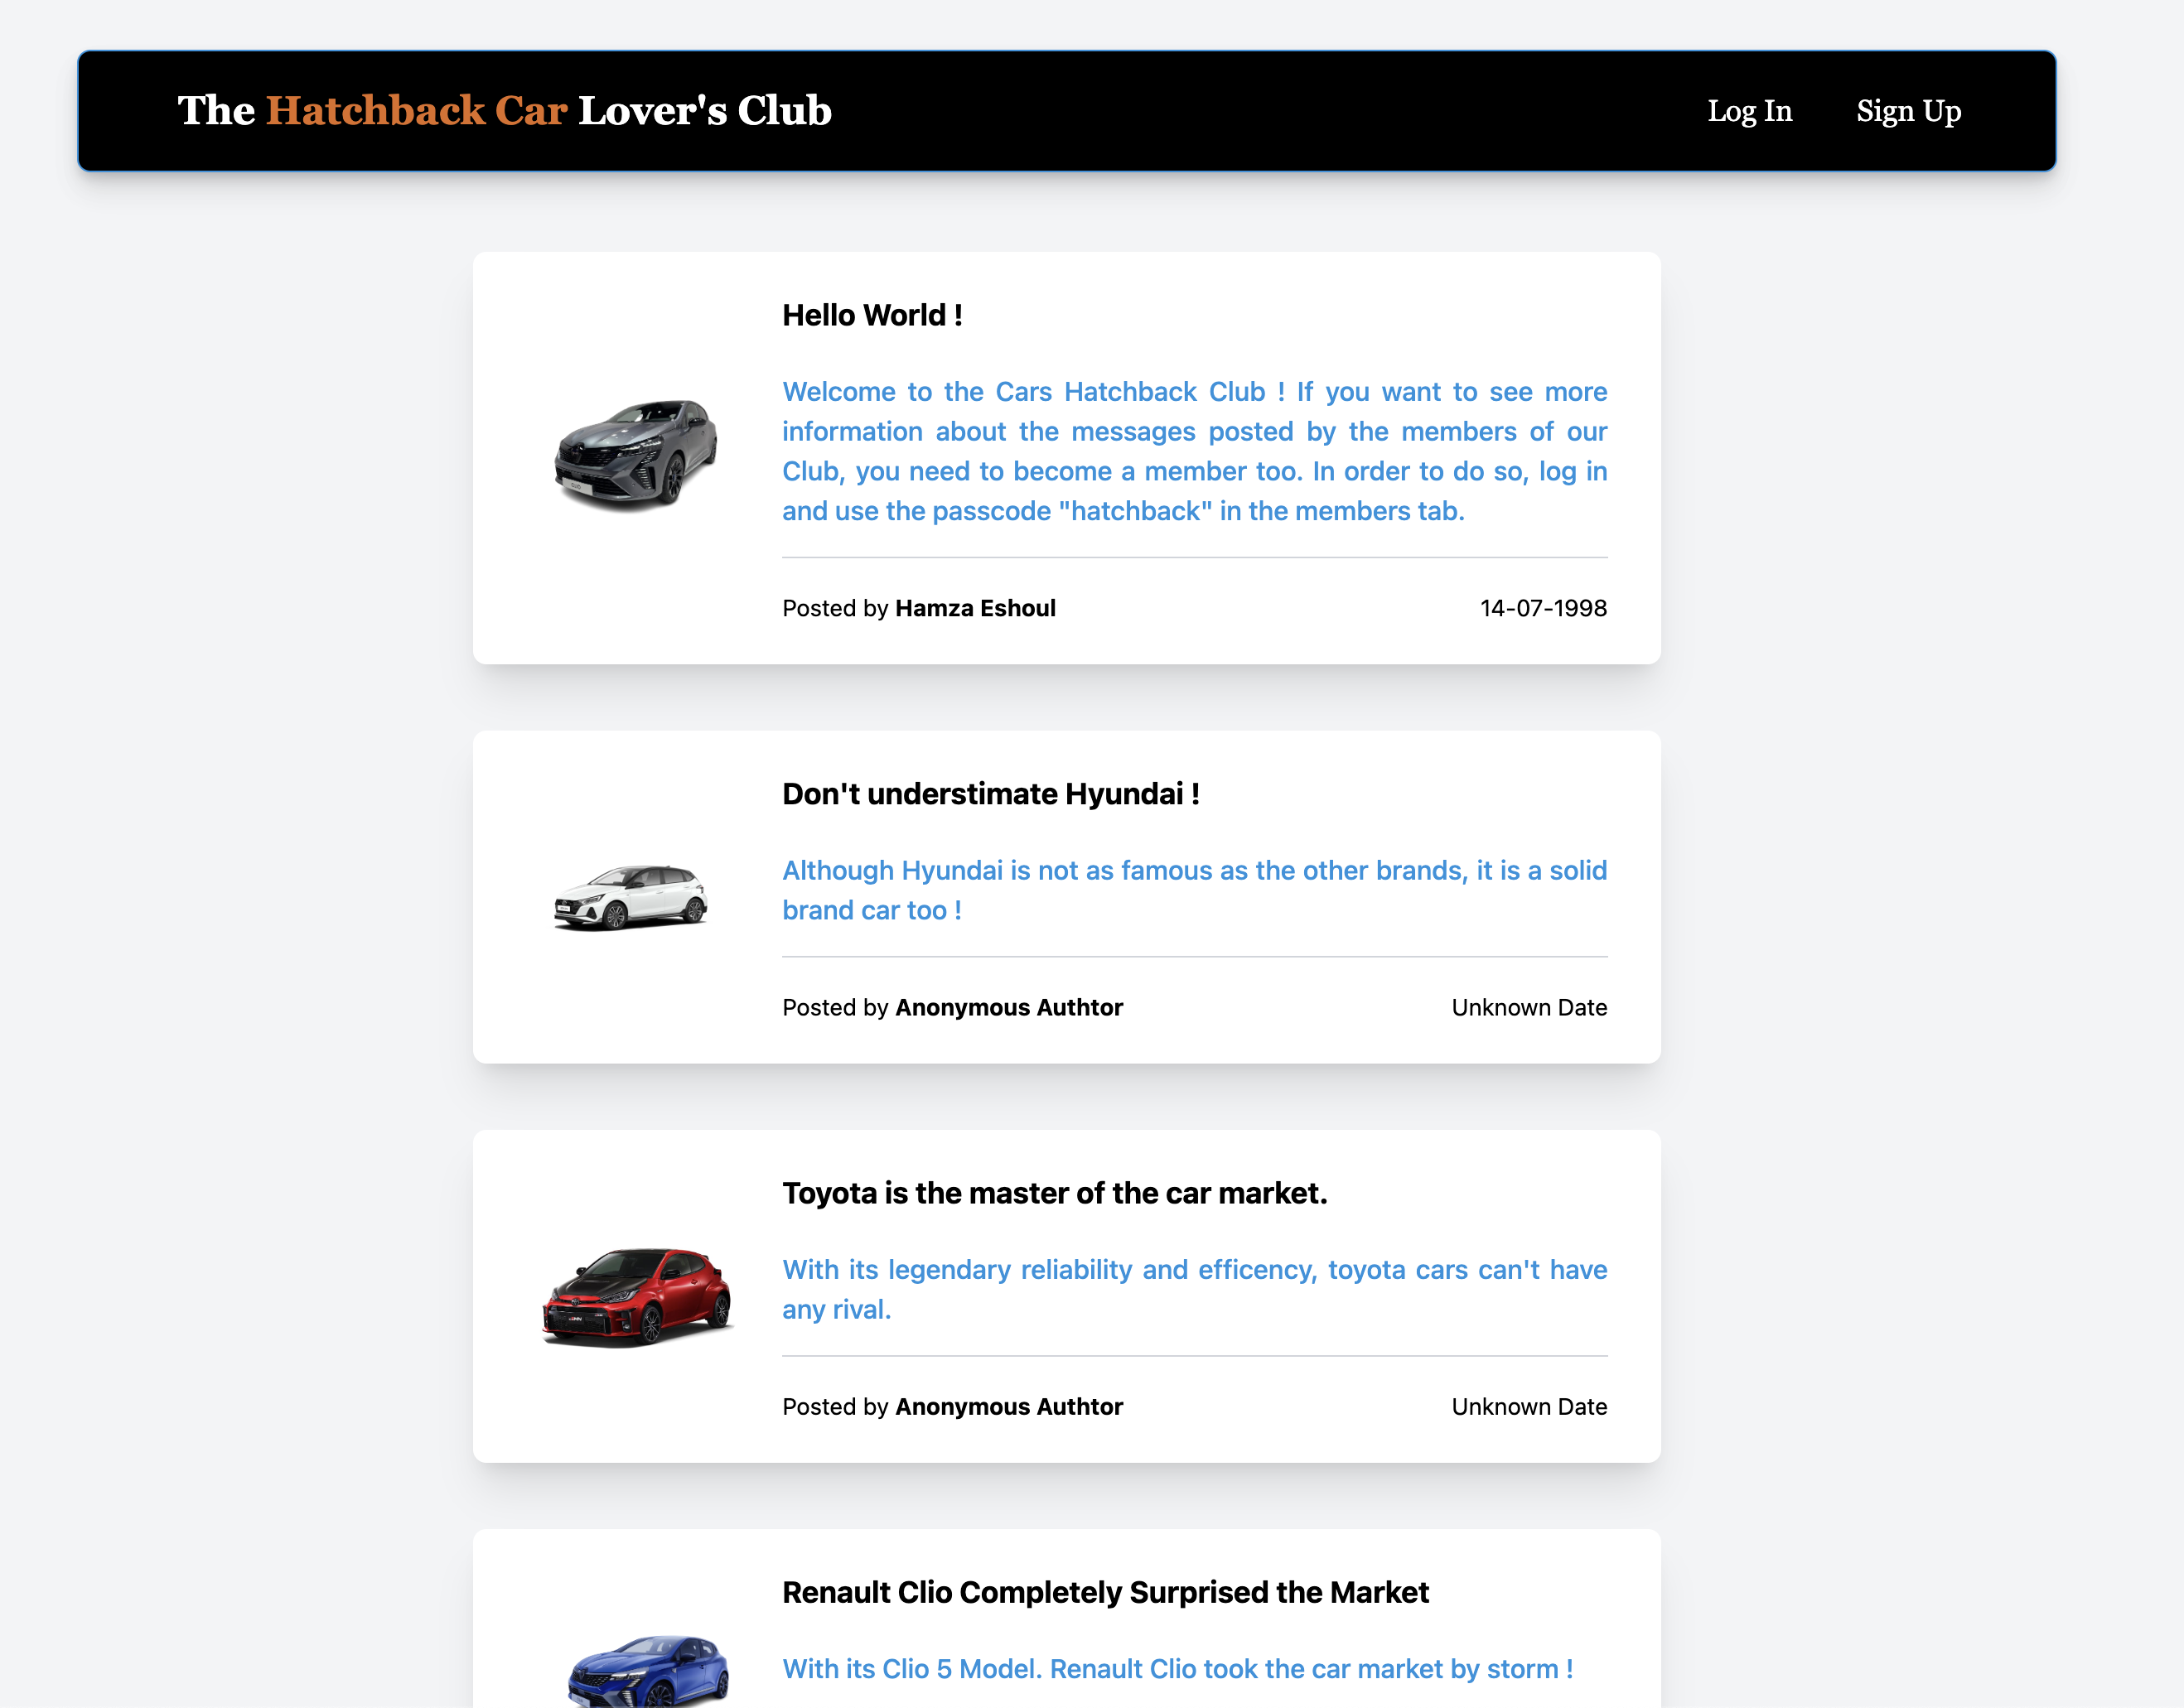 The Hatchback Car Lover's Club
Log In
Sign Up
Hello World !
Welcome to the Cars Hatchback Club ! If you want to see more
information about the messages posted by the members of our
Club, you need to become a member too. In order to do so, log in
and use the passcode "hatchback" in the members tab.
Posted by Hamza Eshoul
14-07-1998
Don't understimate Hyundai !
Although Hyundai is not as famous as the other brands, it is a solid
brand car too !
Posted by Anonymous Authtor
Unknown Date
Toyota is the master of the car market.
With its legendary reliability and efficency, toyota cars can't have
any rival.
Posted by Anonymous Authtor
Unknown Date
Renault Clio Completely Surprised the Market
With its Clio 5 Model. Renault Clio took the car market by storm !